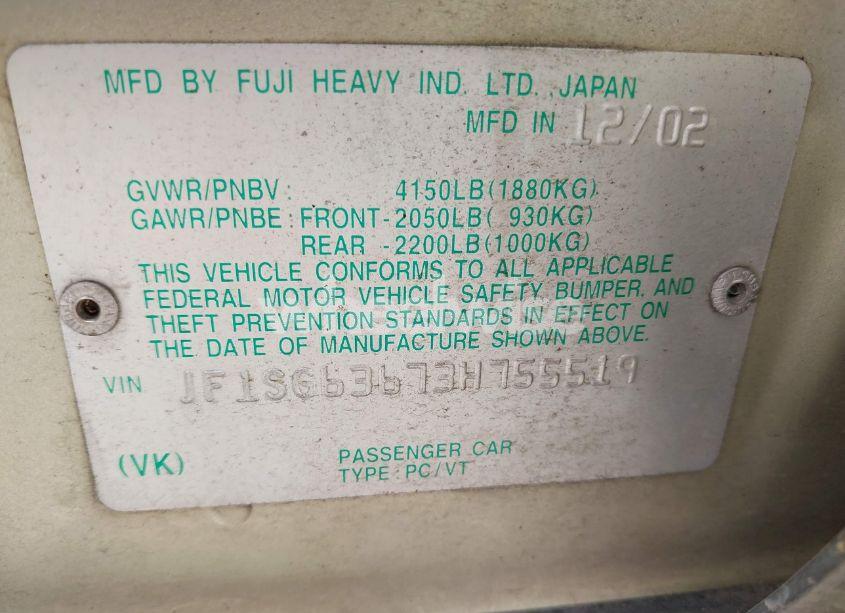 MFD BY FUJI HEAVY IND. LTD. JAPAN
MFD IN 12/02
GVWR/PNBV: 4150LB(1880KG)
GAWR/PNBE: FRONT-2050LB( 930KG)
REAR -2200LB(1000KG)
THIS VEHICLE CONFORMS TO ALL APPLICABLE
FEDERAL MOTOR VEHICLE SAFETY, BUMPER, AND
THEFT PREVENTION STANDARDS IN EFFECT ON
THE DATE OF MANUFACTURE SHOWN ABOVE.
VIN JF1SG63673H755519
(VK) PASSENGER CAR
TYPE:PC/VT